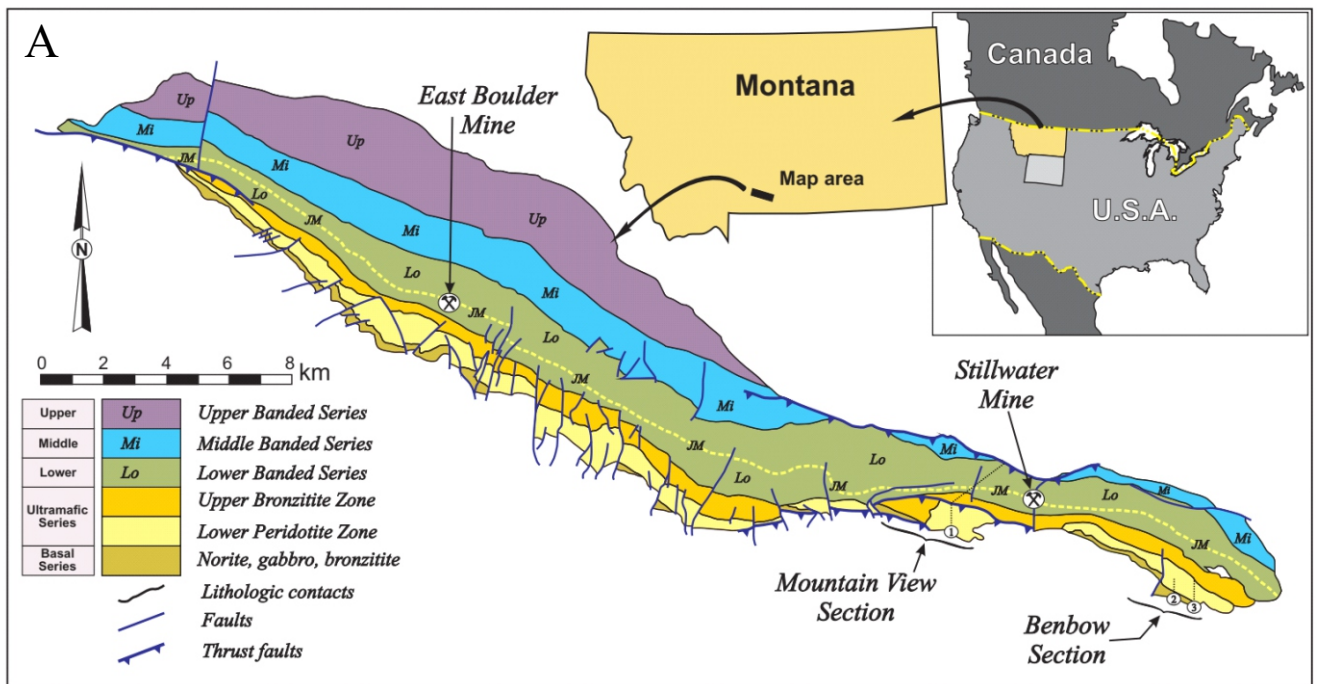 A
Canada
U.S.A.
Montana
Map area
East Boulder
Mine
Up
Mi
JM
Lo
Up
Mi
JM
Mi
Up
Lo
JM
Mi
Lo
JM
Mi
JM
Lo
Lo
JM
Mi
JM
Lo
Mi
JM
Mi
Stillwater
Mine
N
0 2 4 6 8 km
Upper Up Upper Banded Series
Middle Mi Middle Banded Series
Lower Lo Lower Banded Series
Ultramafic
Series
Upper Bronzitite Zone
Lower Peridotite Zone
Basal
Series
Norite, gabbro, bronzitite
Lithologic contacts
Faults
Thrust faults
1
Mountain View
Section
2
3
Benbow
Section